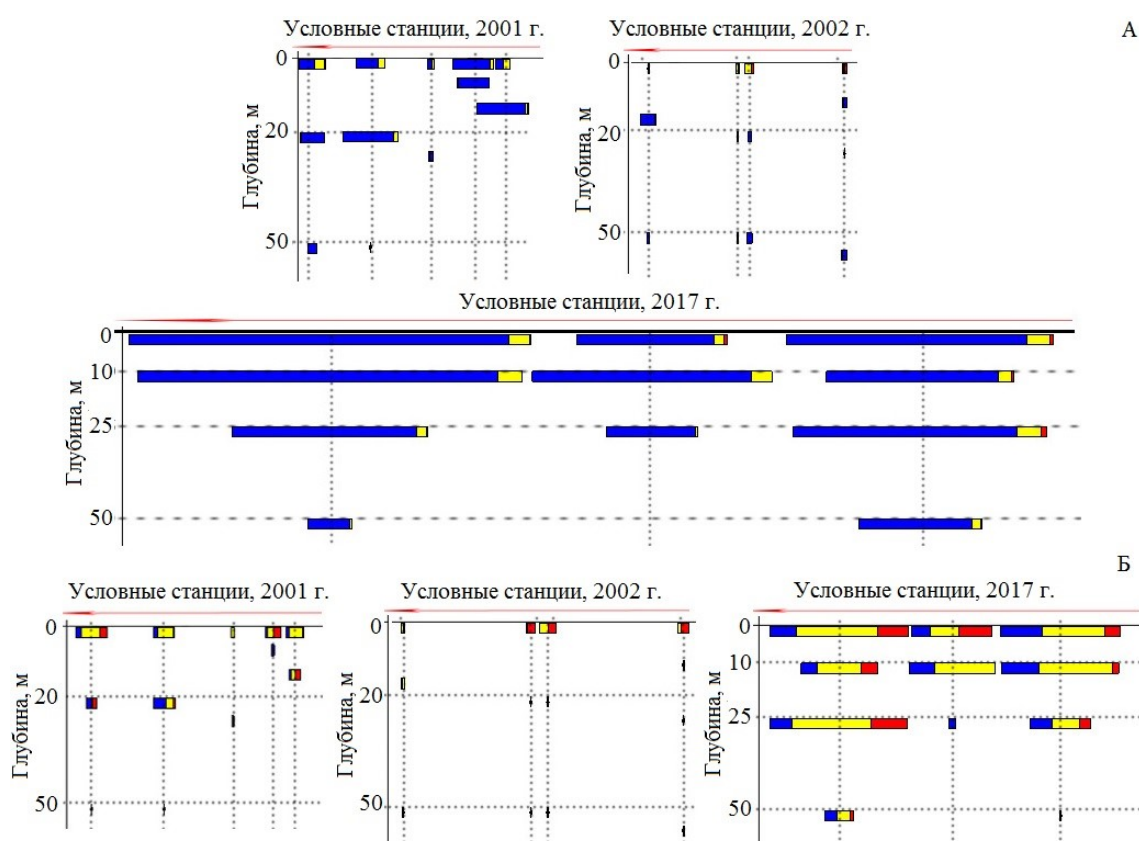 Условные станции, 2001 г.
Условные станции, 2002 г.
А
0
20
50
Глубина, м
0
20
50
Глубина, м
Условные станции, 2017 г.
0
10
25
50
Глубина, м
Б
Условные станции, 2001 г.
Условные станции, 2002 г.
Условные станции, 2017 г.
0
20
50
Глубина, м
0
20
50
Глубина, м
0
10
25
50
Глубина, м